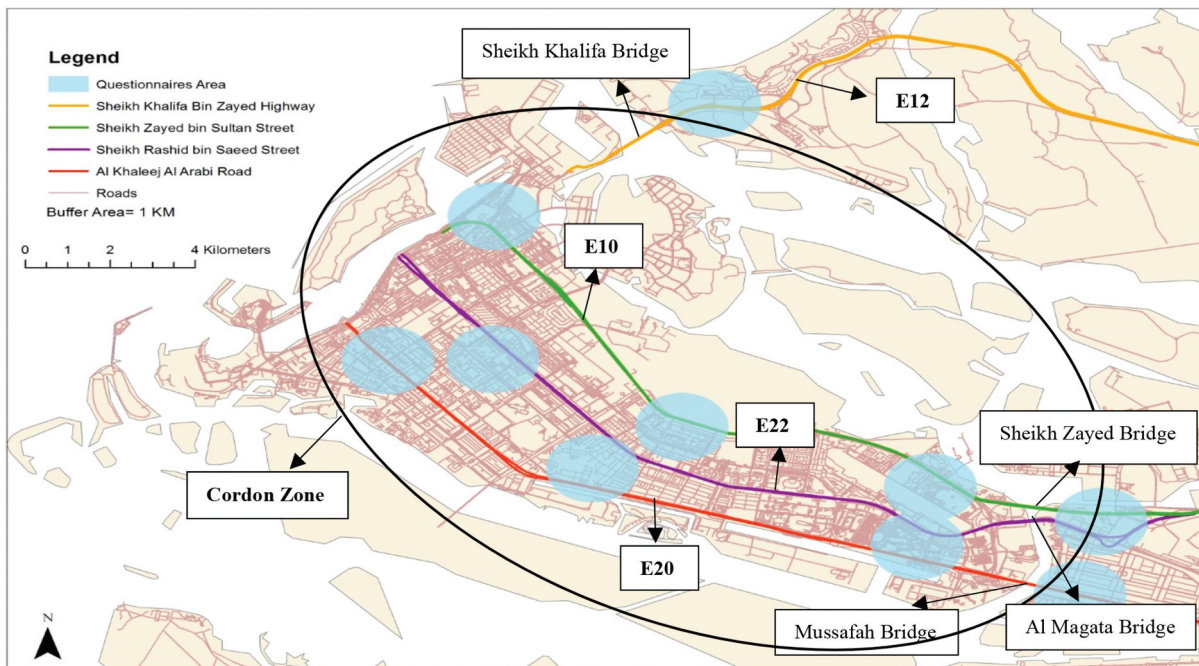 Legend
Questionnaires Area
Sheikh Khalifa Bin Zayed Highway
Sheikh Zayed bin Sultan Street
Sheikh Rashid bin Saeed Street
Al Khaleej Al Arabi Road
Roads
Buffer Area= 1 KM
0 1 2 4 Kilometers
Sheikh Khalifa Bridge
E12
E10
E22
Sheikh Zayed Bridge
Cordon Zone
E20
Mussafah Bridge
Al Magata Bridge
N